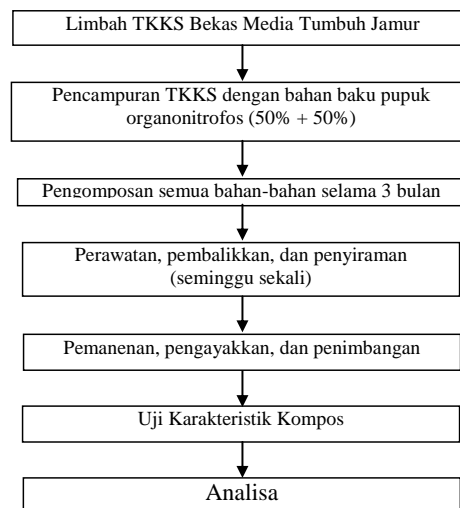 Limbah TKKS Bekas Media Tumbuh Jamur
Pencampuran TKKS dengan bahan baku pupuk
organonitrofos (50% + 50%)
Pengomposan semua bahan-bahan selama 3 bulan
Perawatan, pembalikkan, dan penyiraman
(seminggu sekali)
Pemanenan, pengayakkan, dan penimbangan
Uji Karakteristik Kompos
Analisa